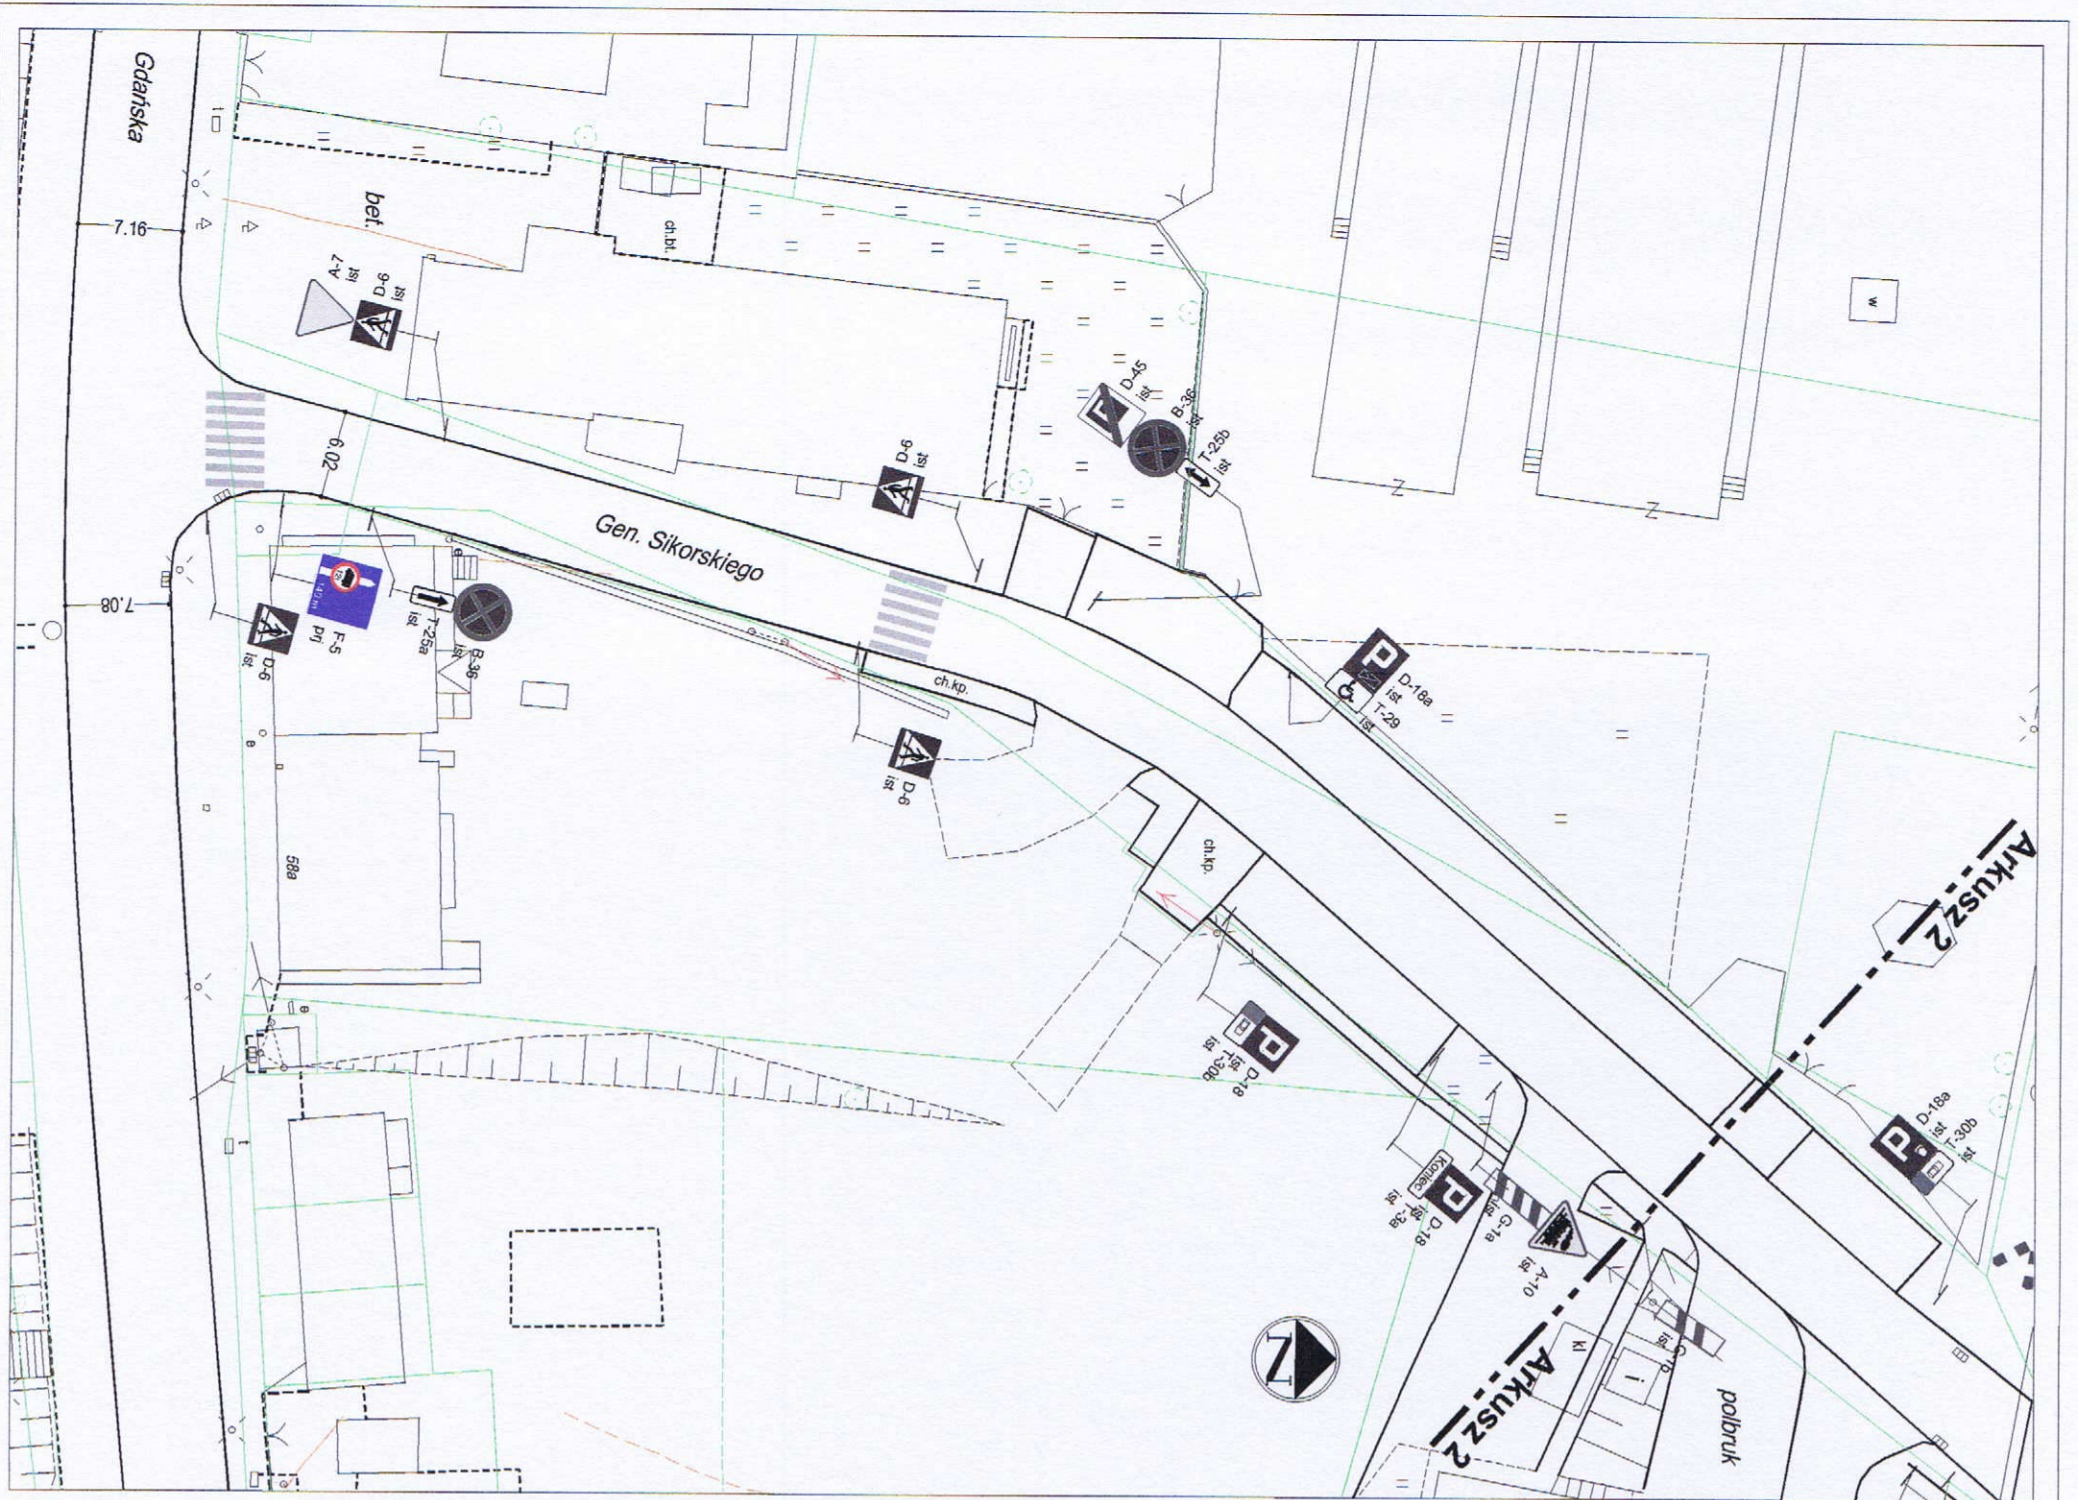 Gdańska
7.16
bet.
ch.bt.
A-7
ist
D-6
ist
w
D-45
ist
B-36
ist
T-25b
ist
6.02
D-6
ist
Z
Z
Gen. Sikorskiego
7.08
e
F-5
prj
140 m
D-6
ist
T-25a
ist
B-36
ist
ch.kp.
D-18a
ist
T-29
ist
D-6
ist
58a
e
ch.kp.
Arkusz 2
D-18
ist
T-30b
ist
e
t
t
D-18a
ist
T-30b
ist
Koniec
D-18
ist
T-3a
ist
G-1a
ist
A-10
ist
ist
kl
i
N
Arkusz 2
polbruk